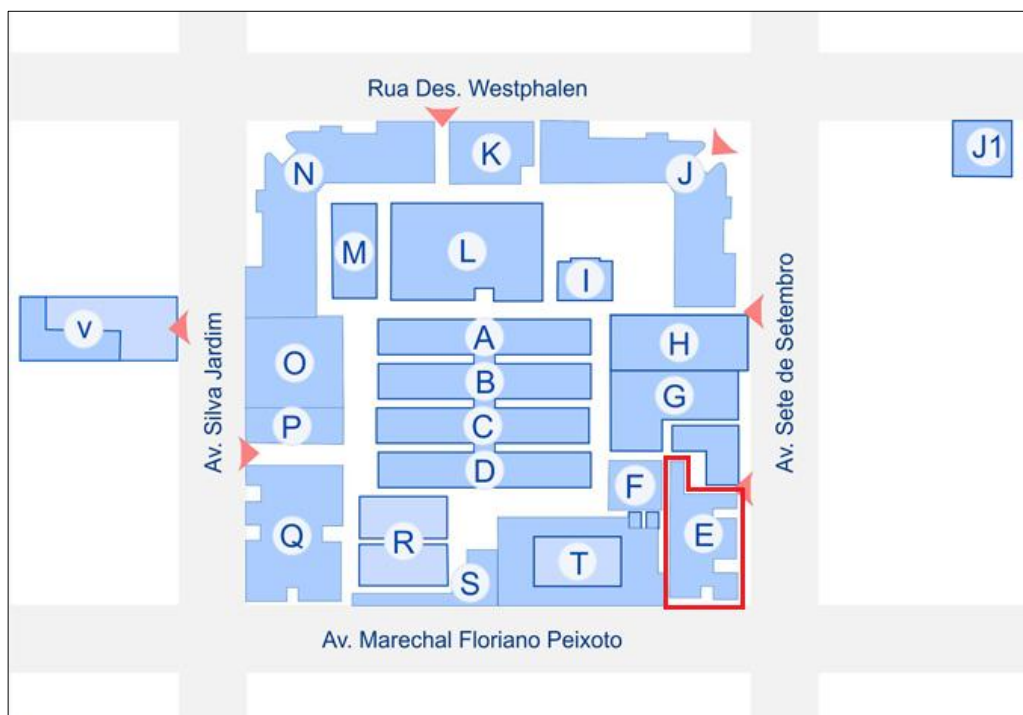 Rua Des. Westphalen
K
J1
N
J
M
L
I
Av. Silva Jardim
Av. Sete de Setembro
V
A
H
O
B
G
P
C
D
F
Q
R
E
T
S
Av. Marechal Floriano Peixoto